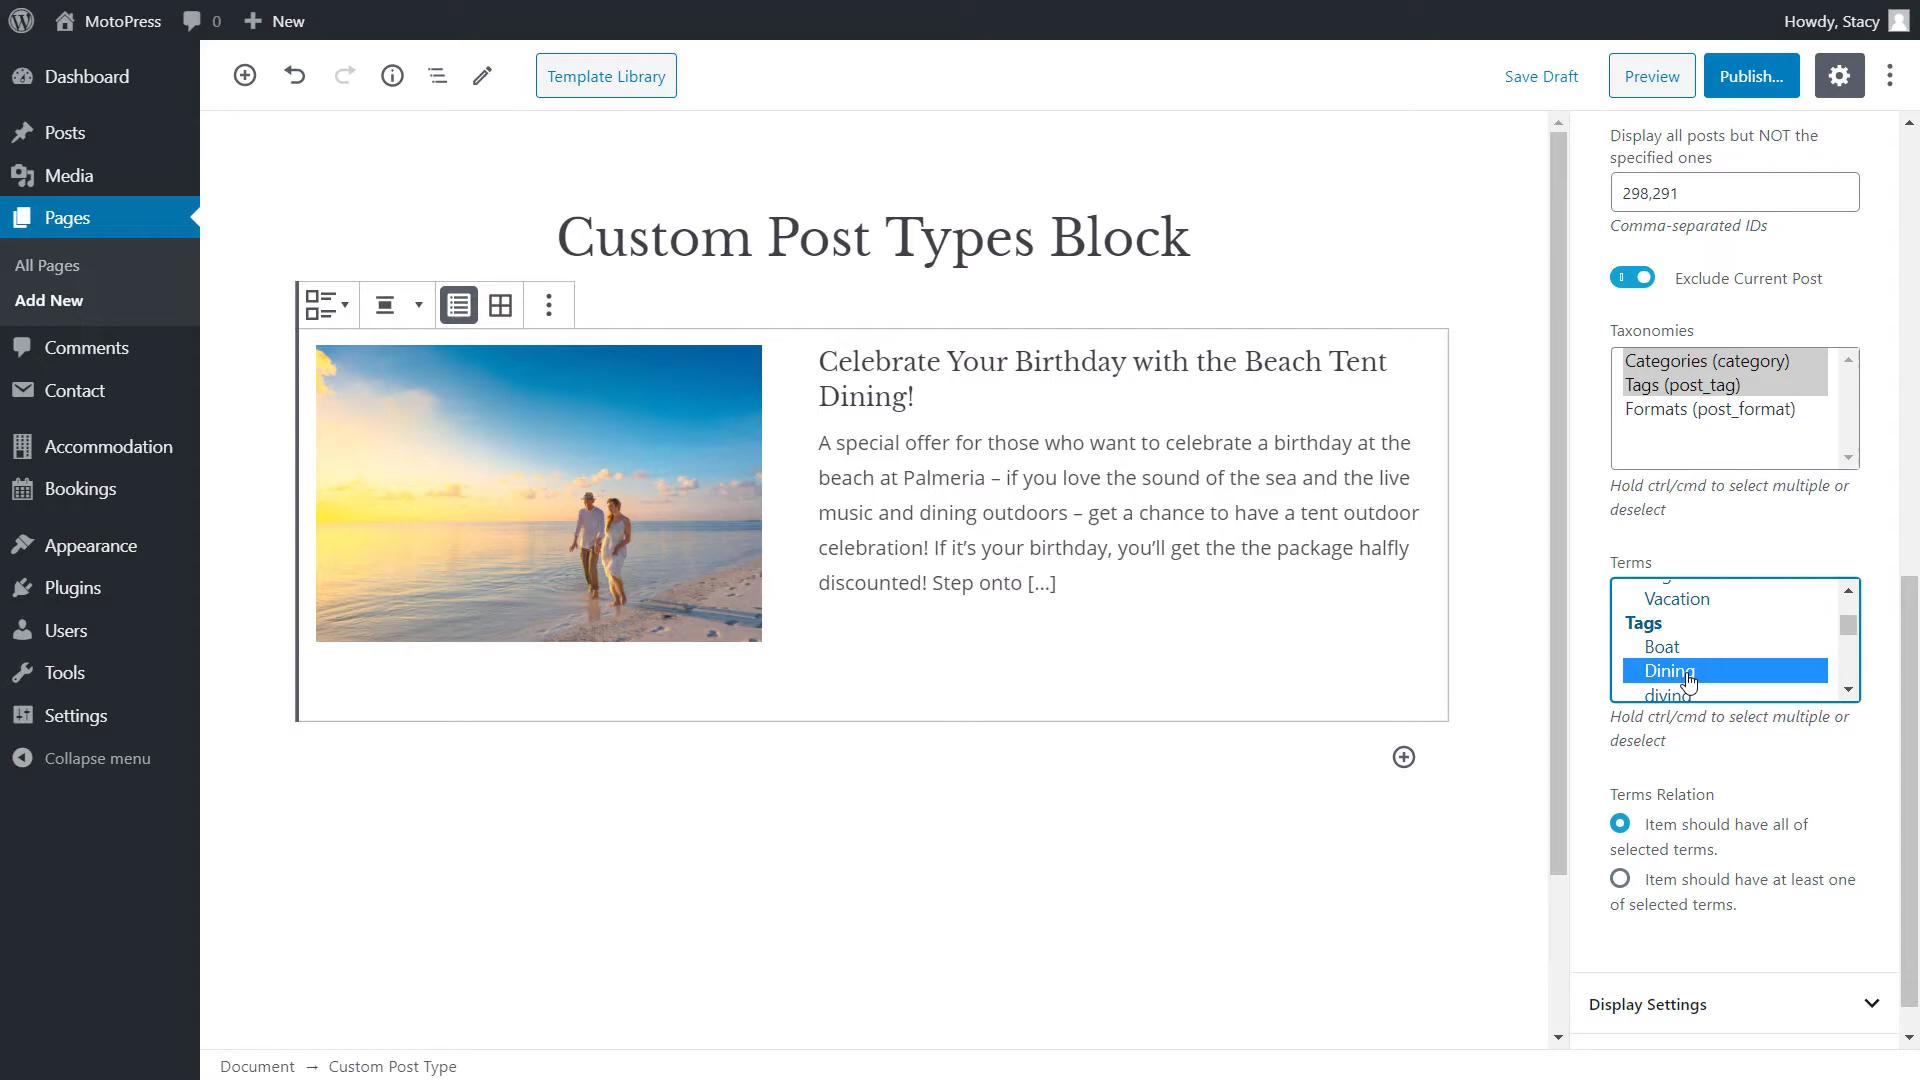 MotoPress
0
New
Howdy, Stacy
Dashboard
Posts
Media
Pages
All Pages
Add New
Comments
Contact
Accommodation
Bookings
Appearance
Plugins
Users
Tools
Settings
Collapse menu
Template Library
Save Draft
Preview
Publish...
Custom Post Types Block
Celebrate Your Birthday with the Beach Tent
Dining!
A special offer for those who want to celebrate a birthday at the
beach at Palmeria – if you love the sound of the sea and the live
music and dining outdoors – get a chance to have a tent outdoor
celebration! If it’s your birthday, you’ll get the the package halfly
discounted! Step onto [...]
Display all posts but NOT the
specified ones
298,291
Comma-separated IDs
Exclude Current Post
Taxonomies
Categories (category)
Tags (post_tag)
Formats (post_format)
Hold ctrl/cmd to select multiple or
deselect
Terms
Vacation
Tags
Boat
Dining
diving
Hold ctrl/cmd to select multiple or
deselect
Terms Relation
Item should have all of
selected terms.
Item should have at least one
of selected terms.
Display Settings
Document → Custom Post Type